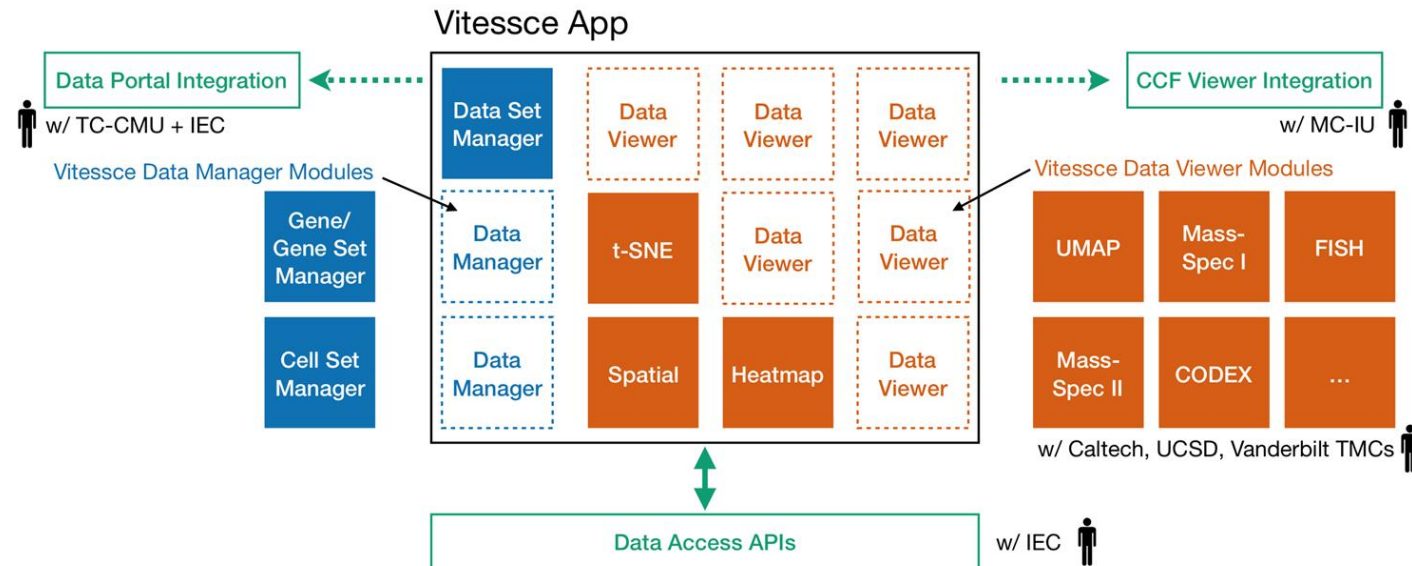 Vitessce App
Data Portal Integration
CCF Viewer Integration
w/ TC-CMU + IEC
w/ MC-IU
Data Set
Manager
Data
Viewer
Data
Viewer
Data
Viewer
Vitessce Data Manager Modules
Vitessce Data Viewer Modules
Gene/
Gene Set
Manager
Data
Manager
t-SNE
Data
Viewer
Data
Viewer
UMAP
Mass-
Spec I
FISH
Cell Set
Manager
Data
Manager
Spatial
Heatmap
Data
Viewer
Mass-
Spec II
CODEX
...
w/ Caltech, UCSD, Vanderbilt TMCs
Data Access APIs
w/ IEC